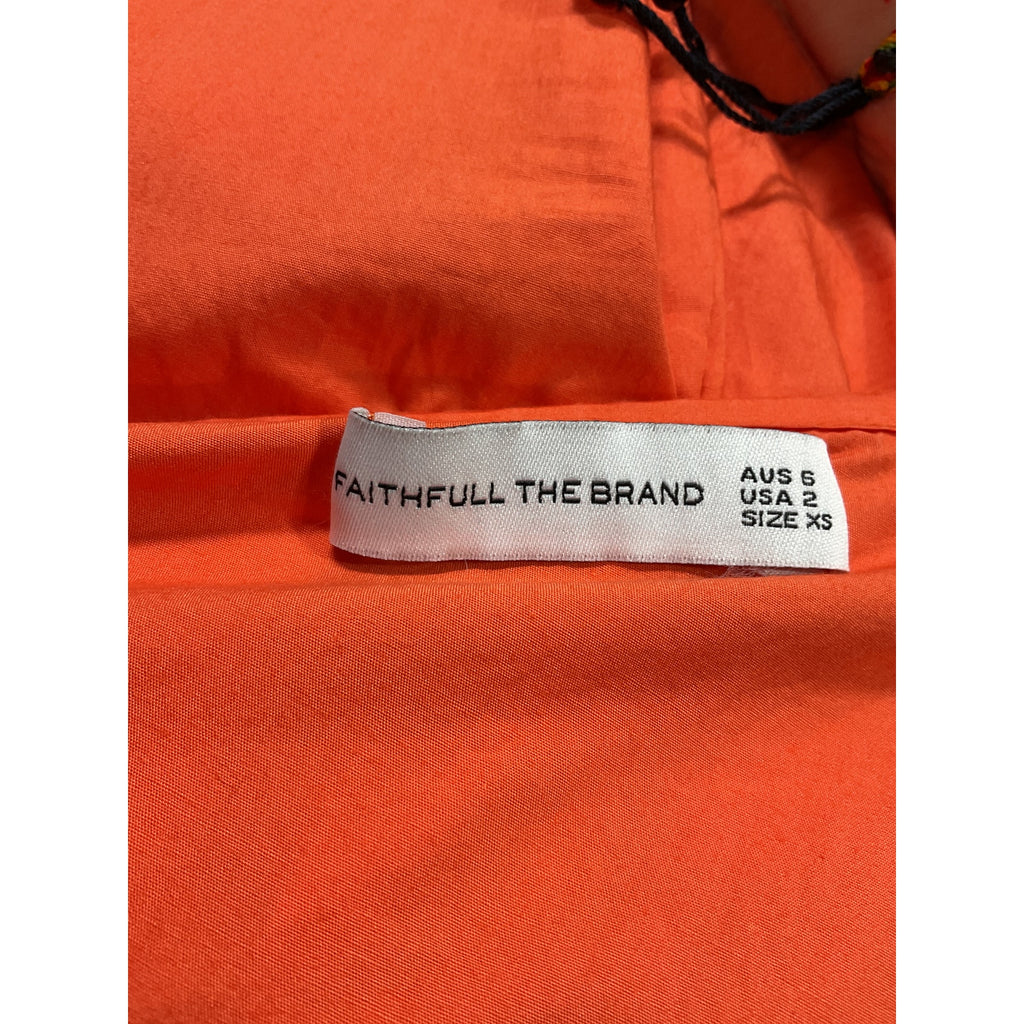 FAITHFULL THE BRAND
AUS 6
USA 2
SIZE XS